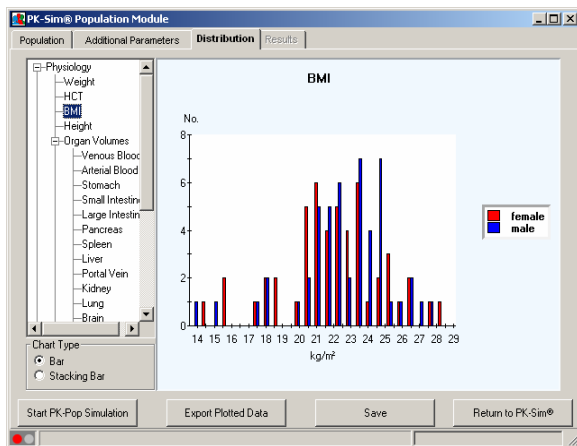 PK-Sim® Population Module
Population Additional Parameters Distribution Results
Physiology
Weight
HCT
BMI
Height
Organ Volumes
Venous Blood
Arterial Blood
Stomach
Small Intestine
Large Intestin
Pancreas
Spleen
Liver
Portal Vein
Kidney
Lung
Brain
Chart Type
Bar
Stacking Bar
BMI
No.
8
6
4
2
0
14 15 16 17 18 19 20 21 22 23 24 25 26 27 28 29
kg/m²
female
male
Start PK-Pop Simulation Export Plotted Data Save Return to PK-Sim®